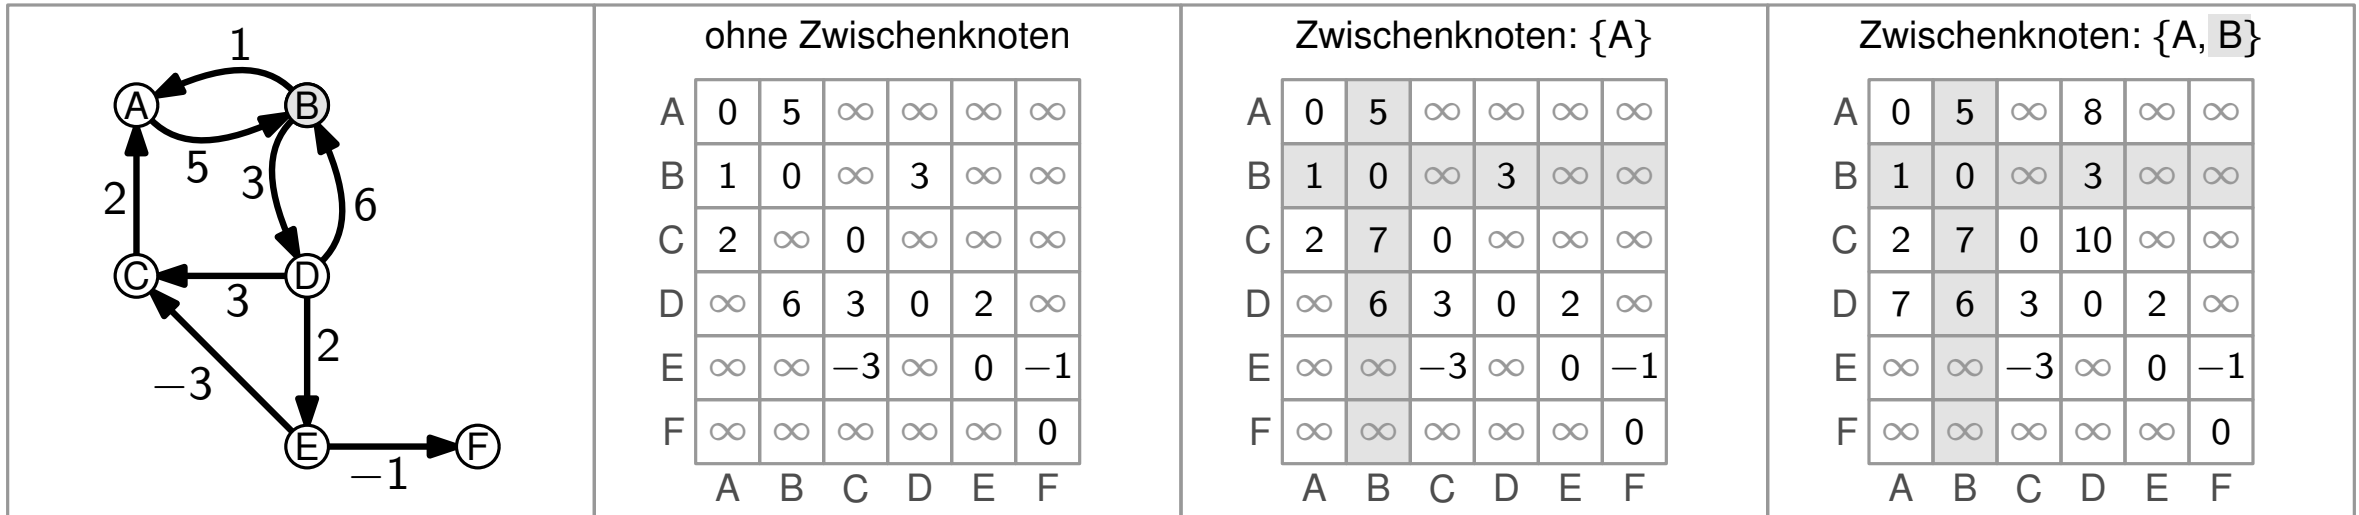 1
A B
5 3 6
2
C D
3
2
−3
E F
−1
ohne Zwischenknoten
A 0 5 ∞ ∞ ∞ ∞
B 1 0 ∞ 3 ∞ ∞
C 2 ∞ 0 ∞ ∞ ∞
D ∞ 6 3 0 2 ∞
E ∞ ∞ −3 ∞ 0 −1
F ∞ ∞ ∞ ∞ ∞ 0
A B C D E F
Zwischenknoten: {A}
A 0 5 ∞ ∞ ∞ ∞
B 1 0 ∞ 3 ∞ ∞
C 2 7 0 ∞ ∞ ∞
D ∞ 6 3 0 2 ∞
E ∞ ∞ −3 ∞ 0 −1
F ∞ ∞ ∞ ∞ ∞ 0
A B C D E F
Zwischenknoten: {A, B}
A 0 5 ∞ 8 ∞ ∞
B 1 0 ∞ 3 ∞ ∞
C 2 7 0 10 ∞ ∞
D 7 6 3 0 2 ∞
E ∞ ∞ −3 ∞ 0 −1
F ∞ ∞ ∞ ∞ ∞ 0
A B C D E F